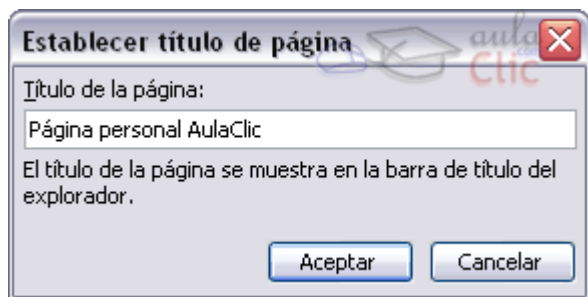 Establecer título de página
aula
Clic
.com
Título de la página:
Página personal AulaClic
El título de la página se muestra en la barra de título del
explorador.
Aceptar Cancelar